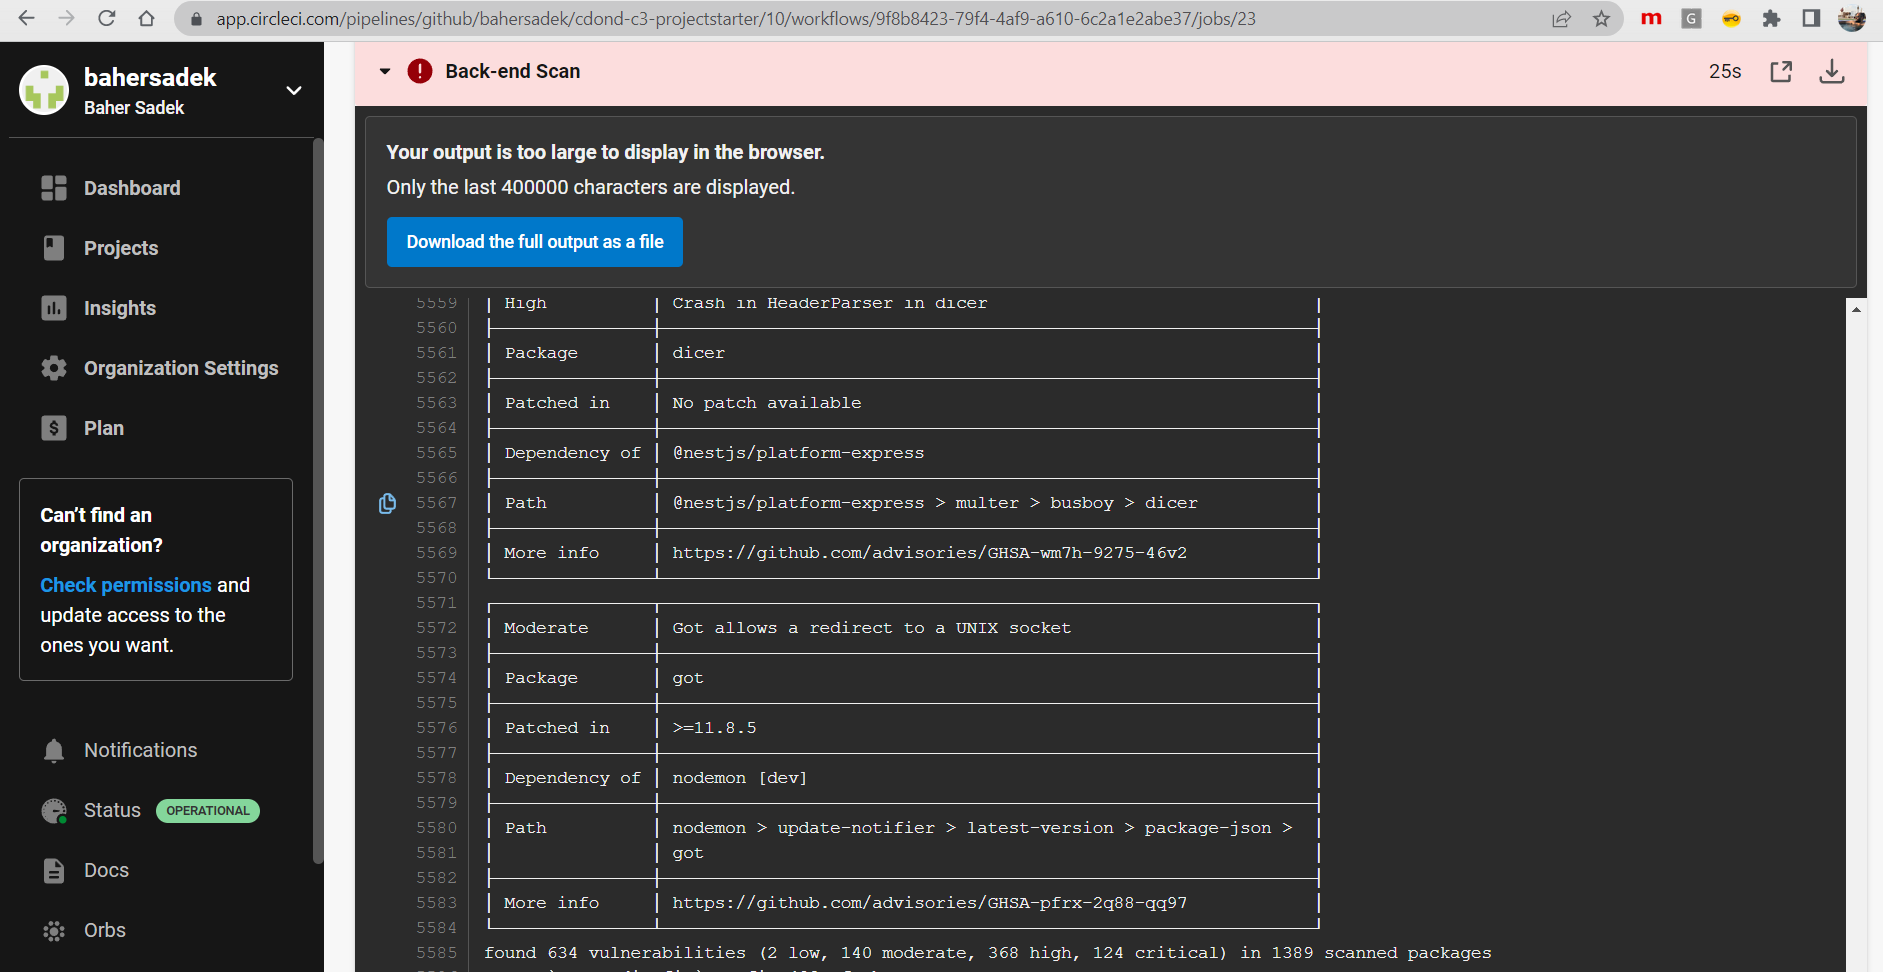 app.circleci.com/pipelines/github/bahersadek/cdond-c3-projectstarter/10/workflows/9f8b8423-79f4-4af9-a610-6c2a1e2abe37/jobs/23
m
G
bahersadek
Baher Sadek
Dashboard
Projects
Insights
Organization Settings
$
Plan
Can't find an
organization?
Check permissions and
update access to the
ones you want.
Notifications
Status OPERATIONAL
Docs
Orbs
Back-end Scan
25s
Your output is too large to display in the browser.
Only the last 400000 characters are displayed.
Download the full output as a file
5559 High Crash in HeaderParser in dicer
5560
5561 Package dicer
5562
5563 Patched in No patch available
5564
5565 Dependency of @nestjs/platform-express
5566
5567 Path @nestjs/platform-express > multer > busboy > dicer
5568
5569 More info https://github.com/advisories/GHSA-wm7h-9275-46v2
5570
5571
5572 Moderate Got allows a redirect to a UNIX socket
5573
5574 Package got
5575
5576 Patched in >=11.8.5
5577
5578 Dependency of nodemon [dev]
5579
5580 Path nodemon > update-notifier > latest-version > package-json >
5581 got
5582
5583 More info https://github.com/advisories/GHSA-pfrx-2q88-qq97
5584
5585 found 634 vulnerabilities (2 low, 140 moderate, 368 high, 124 critical) in 1389 scanned packages